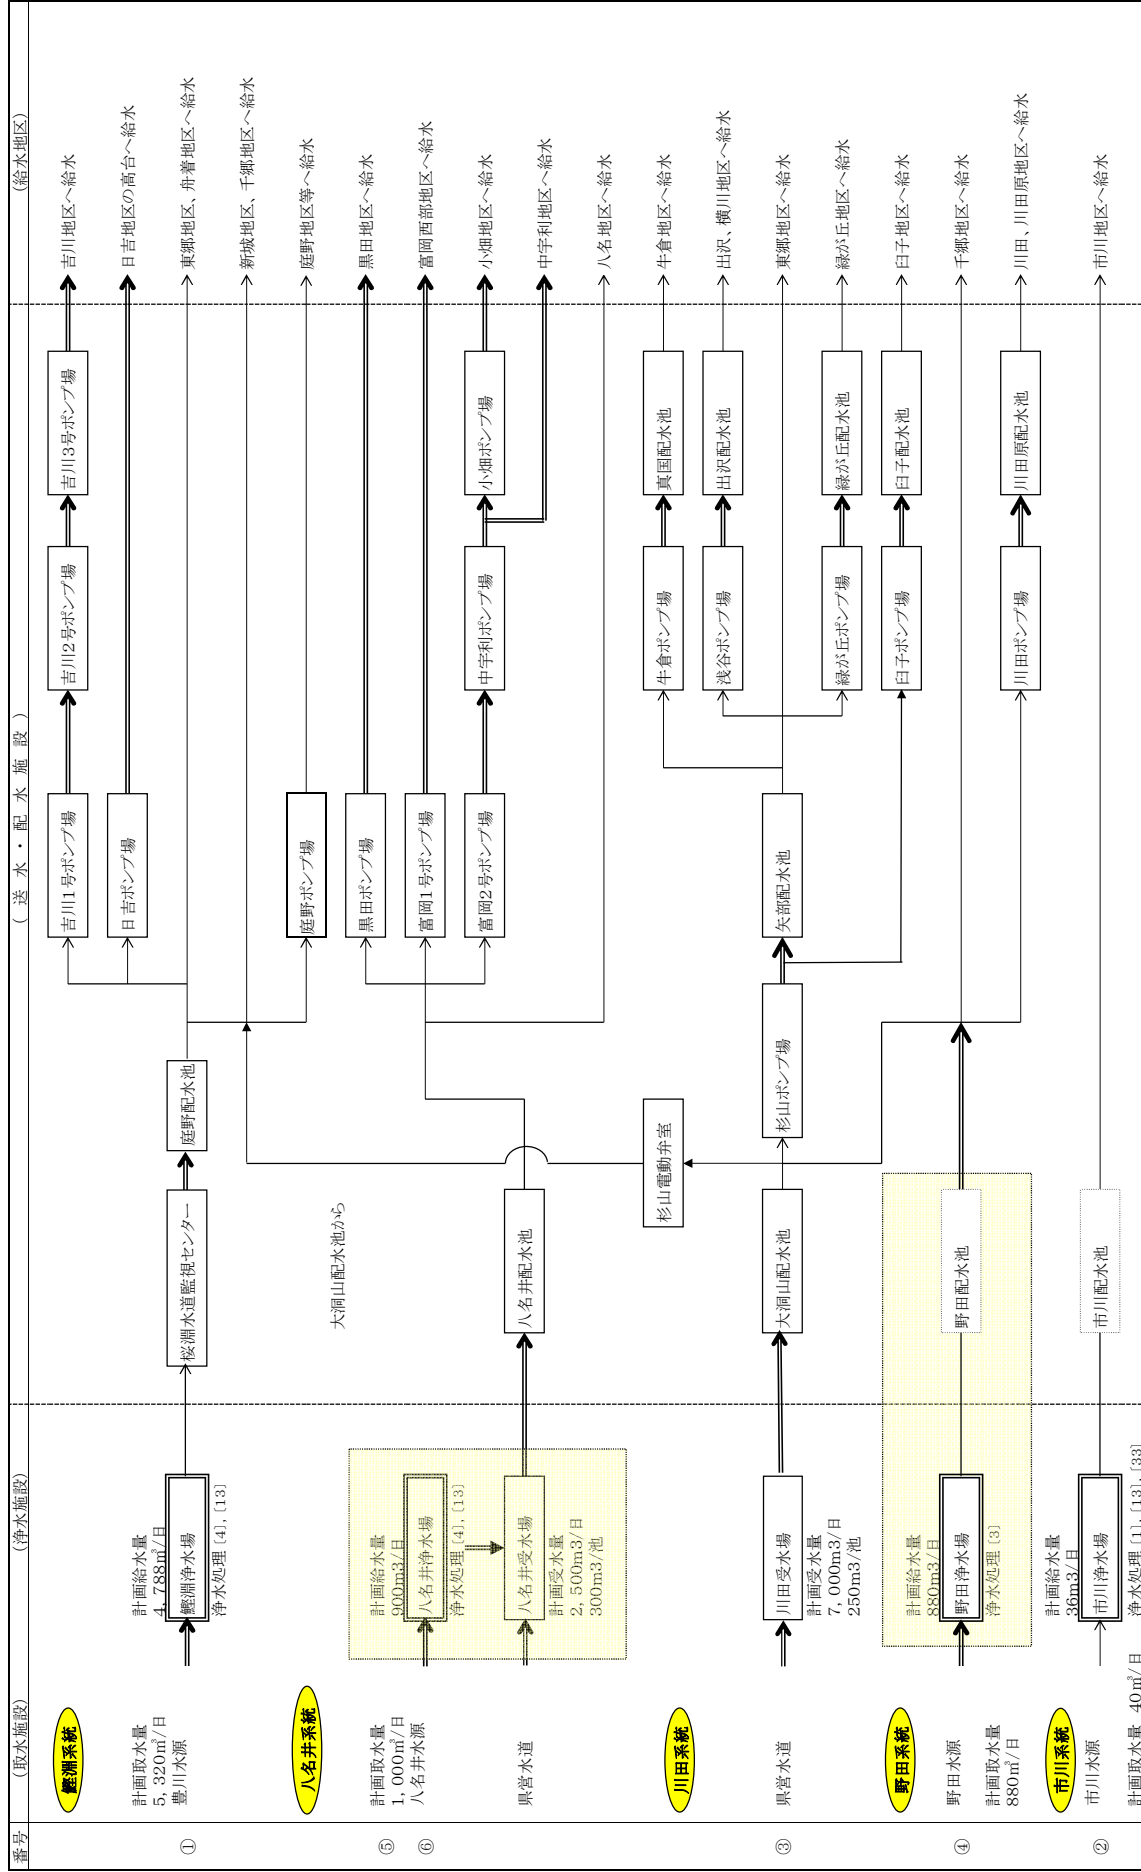 番号
(取水施設)
(浄水施設)
( 送 水 ・ 配 水 施 設 )
(給水地区)
鰹淵系統
①
計画取水量
5,320㎥/日
豊川水源
計画給水量
4,788㎥/日
鰹淵浄水場
浄水処理 [4], [13]
桜淵水道監視センター
庭野配水池
吉川1号ポンプ場
吉川2号ポンプ場
吉川3号ポンプ場
吉川地区へ給水
日吉ポンプ場
日吉地区の高台へ給水
東郷地区、舟着地区へ給水
新城地区、千郷地区へ給水
庭野ポンプ場
庭野地区等へ給水
大洞山配水池から
八名井系統
⑤
⑥
計画取水量
1,000㎥/日
八名井水源
県営水道
計画給水量
900m3/日
八名井浄水場
浄水処理 [4], [13]
八名井受水場
計画受水量
2,500m3/日
300m3/池
八名井配水池
黒田ポンプ場
黒田地区へ給水
富岡1号ポンプ場
富岡西部地区へ給水
富岡2号ポンプ場
中宇利ポンプ場
小畑ポンプ場
小畑地区へ給水
中宇利地区へ給水
八名地区へ給水
川田系統
③
県営水道
川田受水場
計画受水量
7,000m3/日
250m3/池
大洞山配水池
杉山電動弁室
杉山ポンプ場
矢部配水池
牛倉ポンプ場
真国配水池
牛倉地区へ給水
浅谷ポンプ場
出沢配水池
出沢、横川地区へ給水
東郷地区へ給水
緑が丘ポンプ場
緑が丘配水池
緑が丘地区へ給水
臼子ポンプ場
臼子配水池
臼子地区へ給水
野田系統
④
野田水源
計画取水量
880㎥/日
計画給水量
880m3/日
野田浄水場
浄水処理 [3]
野田配水池
千郷地区へ給水
川田ポンプ場
川田原配水池
川田、川田原地区へ給水
市川系統
②
市川水源
計画取水量 40㎥/日
計画給水量
36m3/日
市川浄水場
浄水処理 [1], [13], [33]
市川配水池
市川地区へ給水